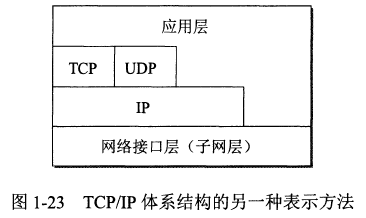 应用层
TCP UDP
IP
网络接口层（子网层）
图 1-23 TCP/IP 体系结构的另一种表示方法